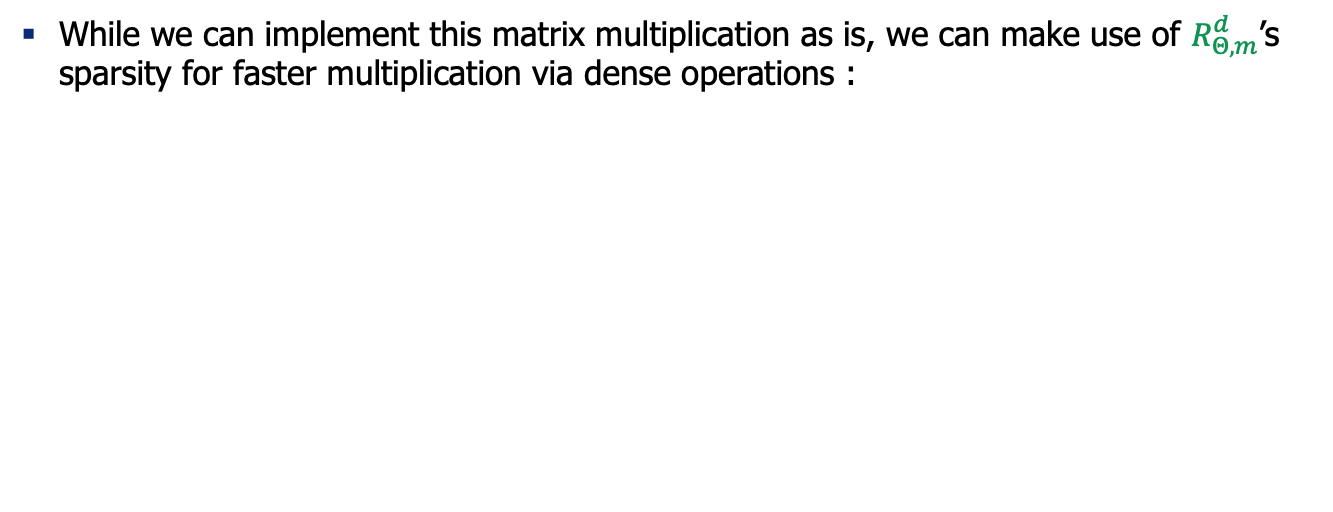 ▪ While we can implement this matrix multiplication as is, we can make use of $R^d_{\Theta,m}$’s
sparsity for faster multiplication via dense operations :